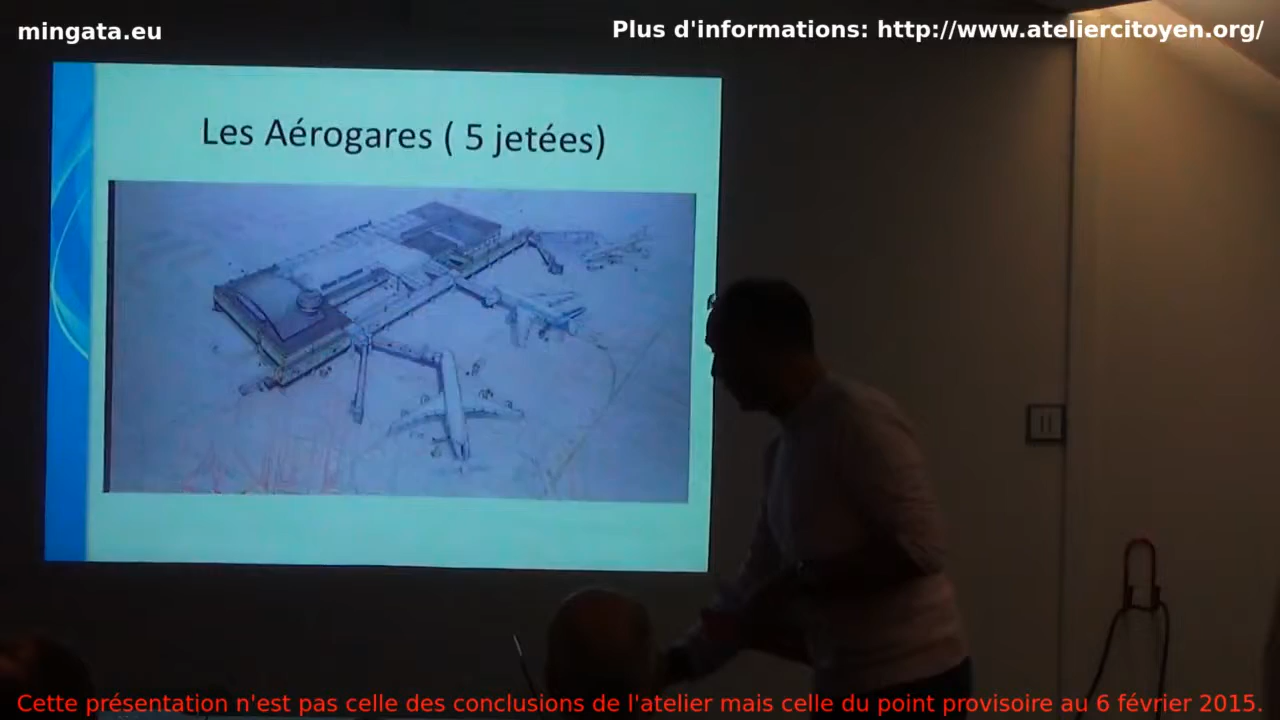 mingata.eu
Plus d'informations: http://www.ateliercitoyen.org/
Les Aérogares ( 5 jetées)
Cette présentation n'est pas celle des conclusions de l'atelier mais celle du point provisoire au 6 février 2015.